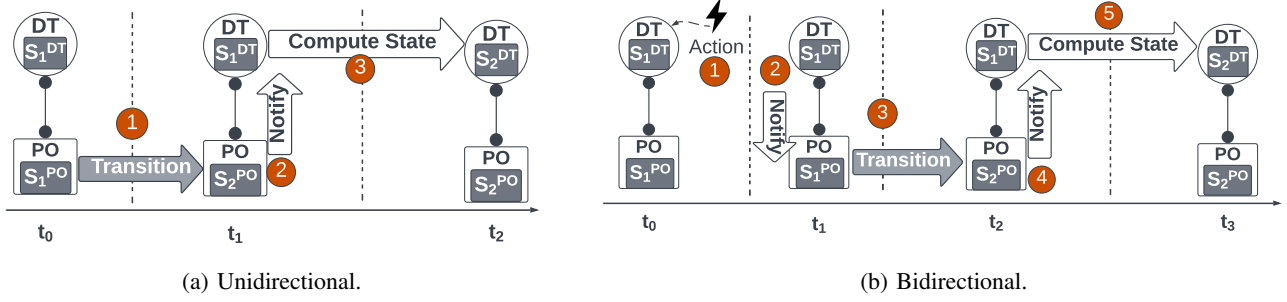 DT
S₁ᴰᵀ
PO
S₁ᴾᴼ
t₀
1
Transition
DT
S₁ᴰᵀ
Notify
2
PO
S₂ᴾᴼ
t₁
Compute State
3
DT
S₂ᴰᵀ
PO
S₂ᴾᴼ
t₂
(a) Unidirectional.
DT
S₁ᴰᵀ
PO
S₁ᴾᴼ
t₀
Action
1
2
Notify
DT
S₁ᴰᵀ
PO
S₁ᴾᴼ
t₁
3
Transition
DT
S₁ᴰᵀ
Notify
4
PO
S₂ᴾᴼ
t₂
5
Compute State
DT
S₂ᴰᵀ
PO
S₂ᴾᴼ
t₃
(b) Bidirectional.